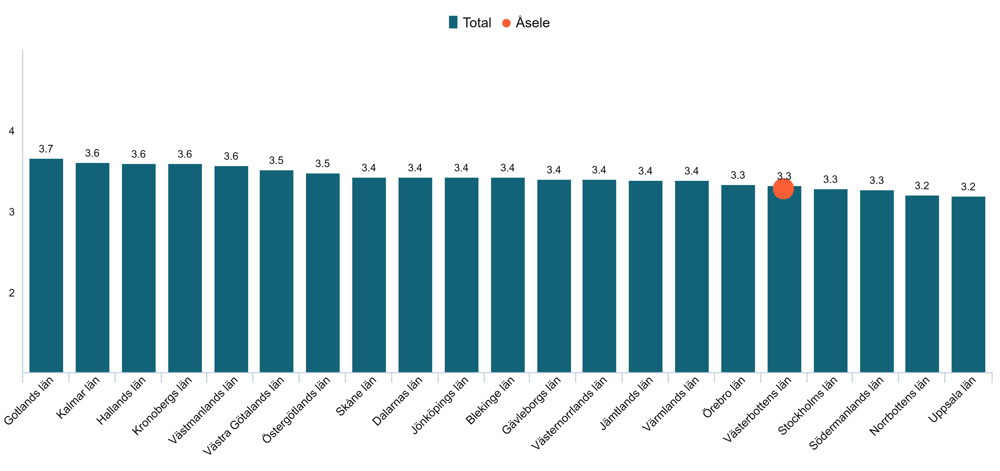 Total Åsele
4
3
2
3.7 3.6 3.6 3.6 3.6 3.5 3.5 3.4 3.4 3.4 3.4 3.4 3.4 3.4 3.4 3.3 3.3 3.3 3.3 3.2 3.2
Gotlands län
Kalmar län
Hallands län
Kronobergs län
Västmanlands län
Västra Götalands län
Östergötlands län
Skåne län
Dalarnas län
Jönköpings län
Blekinge län
Gävleborgs län
Västernorrlands län
Jämtlands län
Värmlands län
Örebro län
Västerbottens län
Stockholms län
Södermanlands län
Norrbottens län
Uppsala län